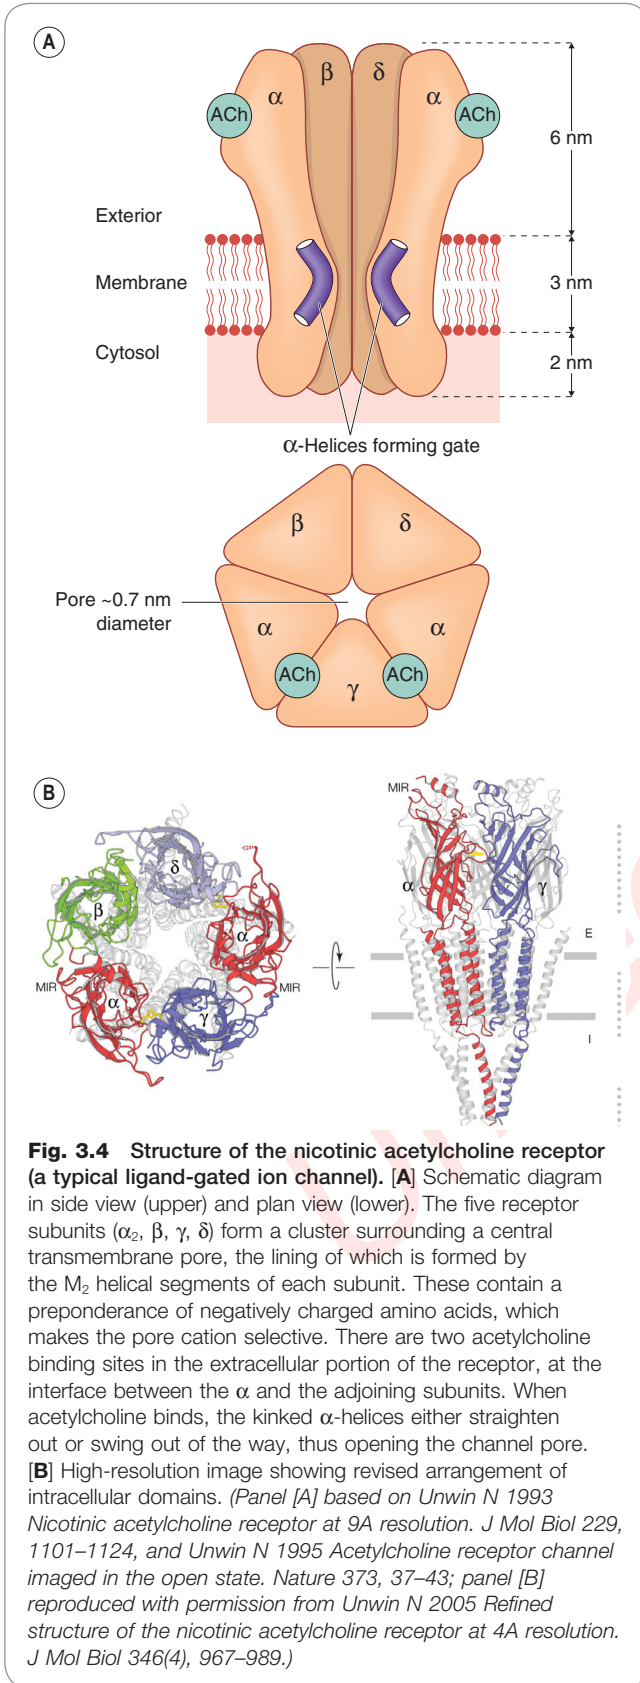 A
β
δ
α
α
ACh
ACh
6 nm
Exterior
Membrane
3 nm
Cytosol
2 nm
α-Helices forming gate
β
δ
Pore ~0.7 nm
diameter
α
α
ACh
ACh
γ
B
MIR
δ
β
α
α
γ
E
α
γ
MIR
MIR
I
Fig. 3.4 Structure of the nicotinic acetylcholine receptor
(a typical ligand-gated ion channel). [A] Schematic diagram
in side view (upper) and plan view (lower). The five receptor
subunits (α₂, β, γ, δ) form a cluster surrounding a central
transmembrane pore, the lining of which is formed by
the M₂ helical segments of each subunit. These contain a
preponderance of negatively charged amino acids, which
makes the pore cation selective. There are two acetylcholine
binding sites in the extracellular portion of the receptor, at the
interface between the α and the adjoining subunits. When
acetylcholine binds, the kinked α-helices either straighten
out or swing out of the way, thus opening the channel pore.
[B] High-resolution image showing revised arrangement of
intracellular domains. (Panel [A] based on Unwin N 1993
Nicotinic acetylcholine receptor at 9A resolution. J Mol Biol 229,
1101–1124, and Unwin N 1995 Acetylcholine receptor channel
imaged in the open state. Nature 373, 37–43; panel [B]
reproduced with permission from Unwin N 2005 Refined
structure of the nicotinic acetylcholine receptor at 4A resolution.
J Mol Biol 346(4), 967–989.)